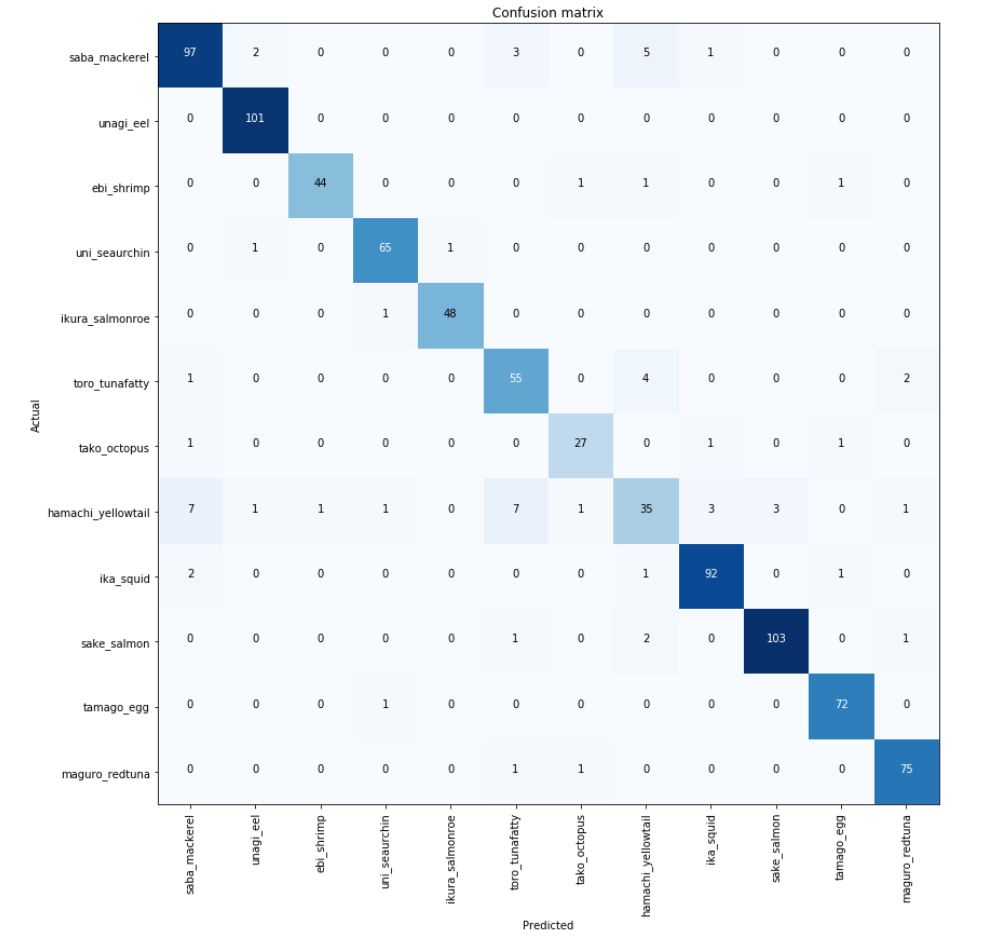 Confusion matrix
saba_mackerel 97 2 0 0 0 3 0 5 1 0 0 0
unagi_eel 0 101 0 0 0 0 0 0 0 0 0 0
ebi_shrimp 0 0 44 0 0 0 1 1 0 0 1 0
uni_seaurchin 0 1 0 65 1 0 0 0 0 0 0 0
ikura_salmonroe 0 0 0 1 48 0 0 0 0 0 0 0
toro_tunafatty 1 0 0 0 0 55 0 4 0 0 0 2
Actual
tako_octopus 1 0 0 0 0 0 27 0 1 0 1 0
hamachi_yellowtail 7 1 1 1 0 7 1 35 3 3 0 1
ika_squid 2 0 0 0 0 0 0 1 92 0 1 0
sake_salmon 0 0 0 0 0 1 0 2 0 103 0 1
tamago_egg 0 0 0 1 0 0 0 0 0 0 72 0
maguro_redtuna 0 0 0 0 0 1 1 0 0 0 0 75
saba_mackerel unagi_eel ebi_shrimp uni_seaurchin ikura_salmonroe toro_tunafatty tako_octopus hamachi_yellowtail ika_squid sake_salmon tamago_egg maguro_redtuna
Predicted